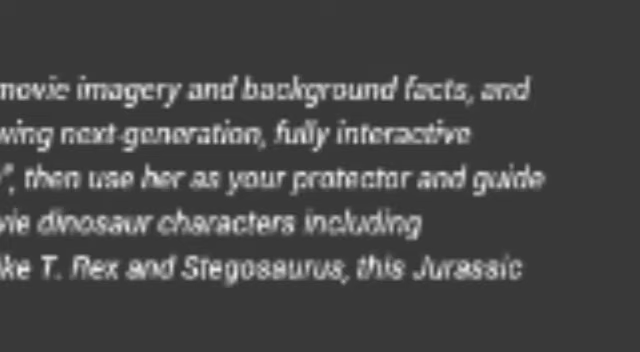 movie imagery and background facts, and
wing next-generation, fully interactive
", then use her as your protector and guide
vie dinosaur characters including
ke T. Rex and Stegosaurus, this Jurassic